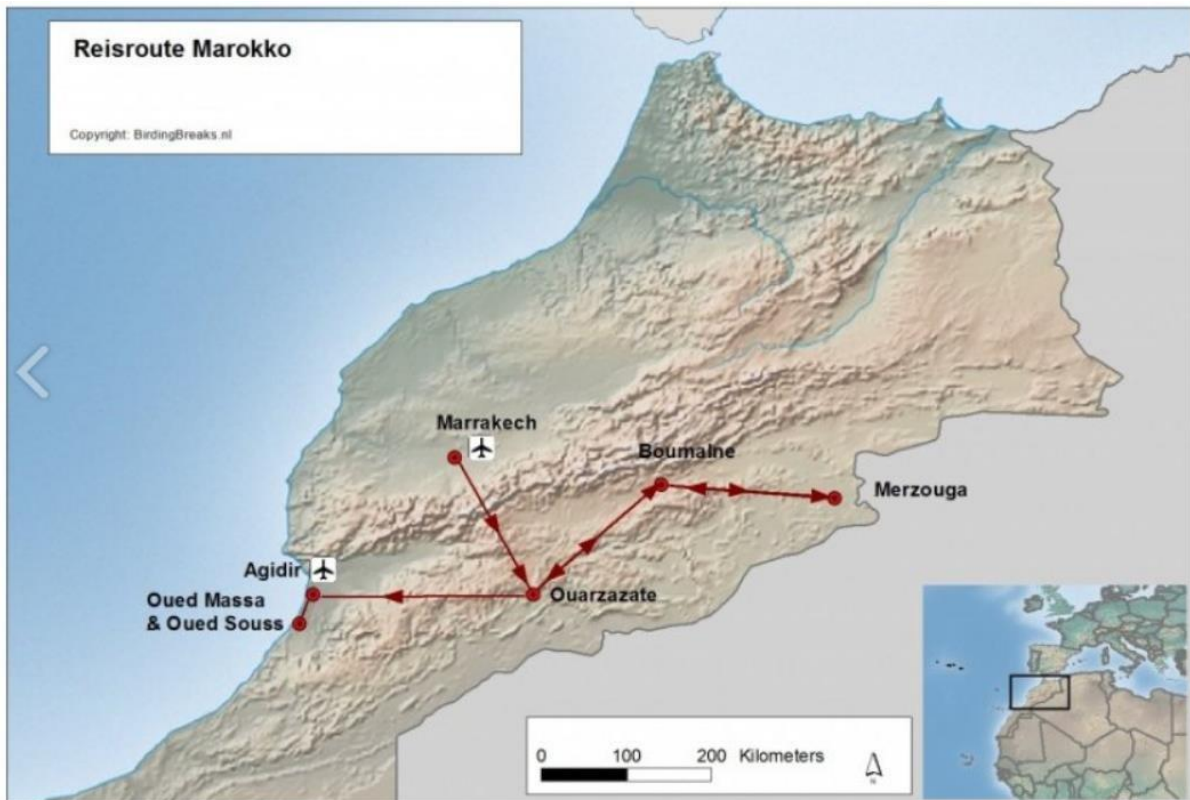 Reisroute Marokko
Copyright: BirdingBreaks.nl
Marrakech
Boumalne
Merzouga
Agidir
Oued Massa
& Oued Souss
Ouarzazate
0 100 200 Kilometers
N